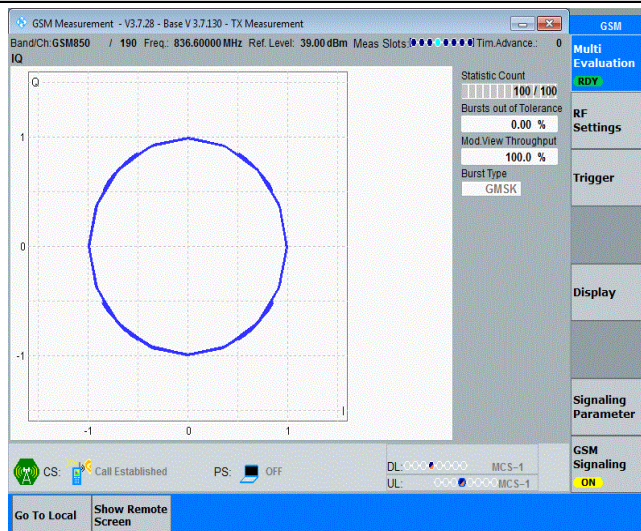 GSM Measurement - V3.7.28 - Base V 3.7.130 - TX Measurement
GSM
Band/Ch: GSM850 / 190 Freq.: 836.60000 MHz Ref. Level: 39.00 dBm Meas Slots: Tim.Advance.: 0
IQ
Multi
Evaluation
RDY
Q
1
0
-1
-1 0 1
I
Statistic Count
100 / 100
Bursts out of Tolerance
0.00 %
Mod.View Throughput
100.0 %
Burst Type
GMSK
RF
Settings
Trigger
Display
Signaling
Parameter
GSM
Signaling
ON
CS: Call Established PS: OFF
DL: MCS-1
UL: MCS-1
Go To Local
Show Remote
Screen